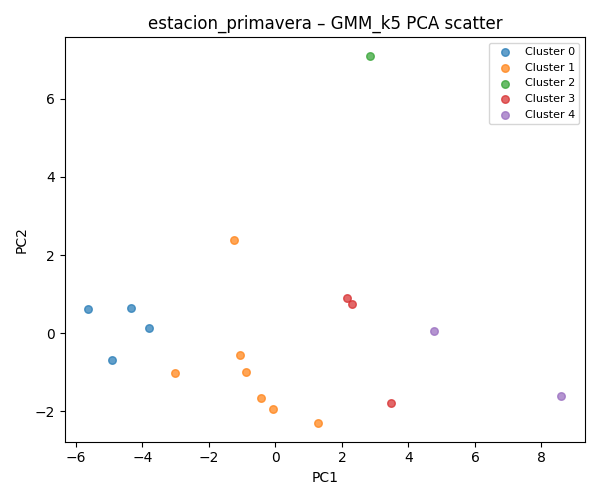 estacion_primavera – GMM_k5 PCA scatter
Cluster 0
Cluster 1
Cluster 2
Cluster 3
Cluster 4
PC2
6
4
2
0
−2
−6
−4
−2
0
2
4
6
8
PC1